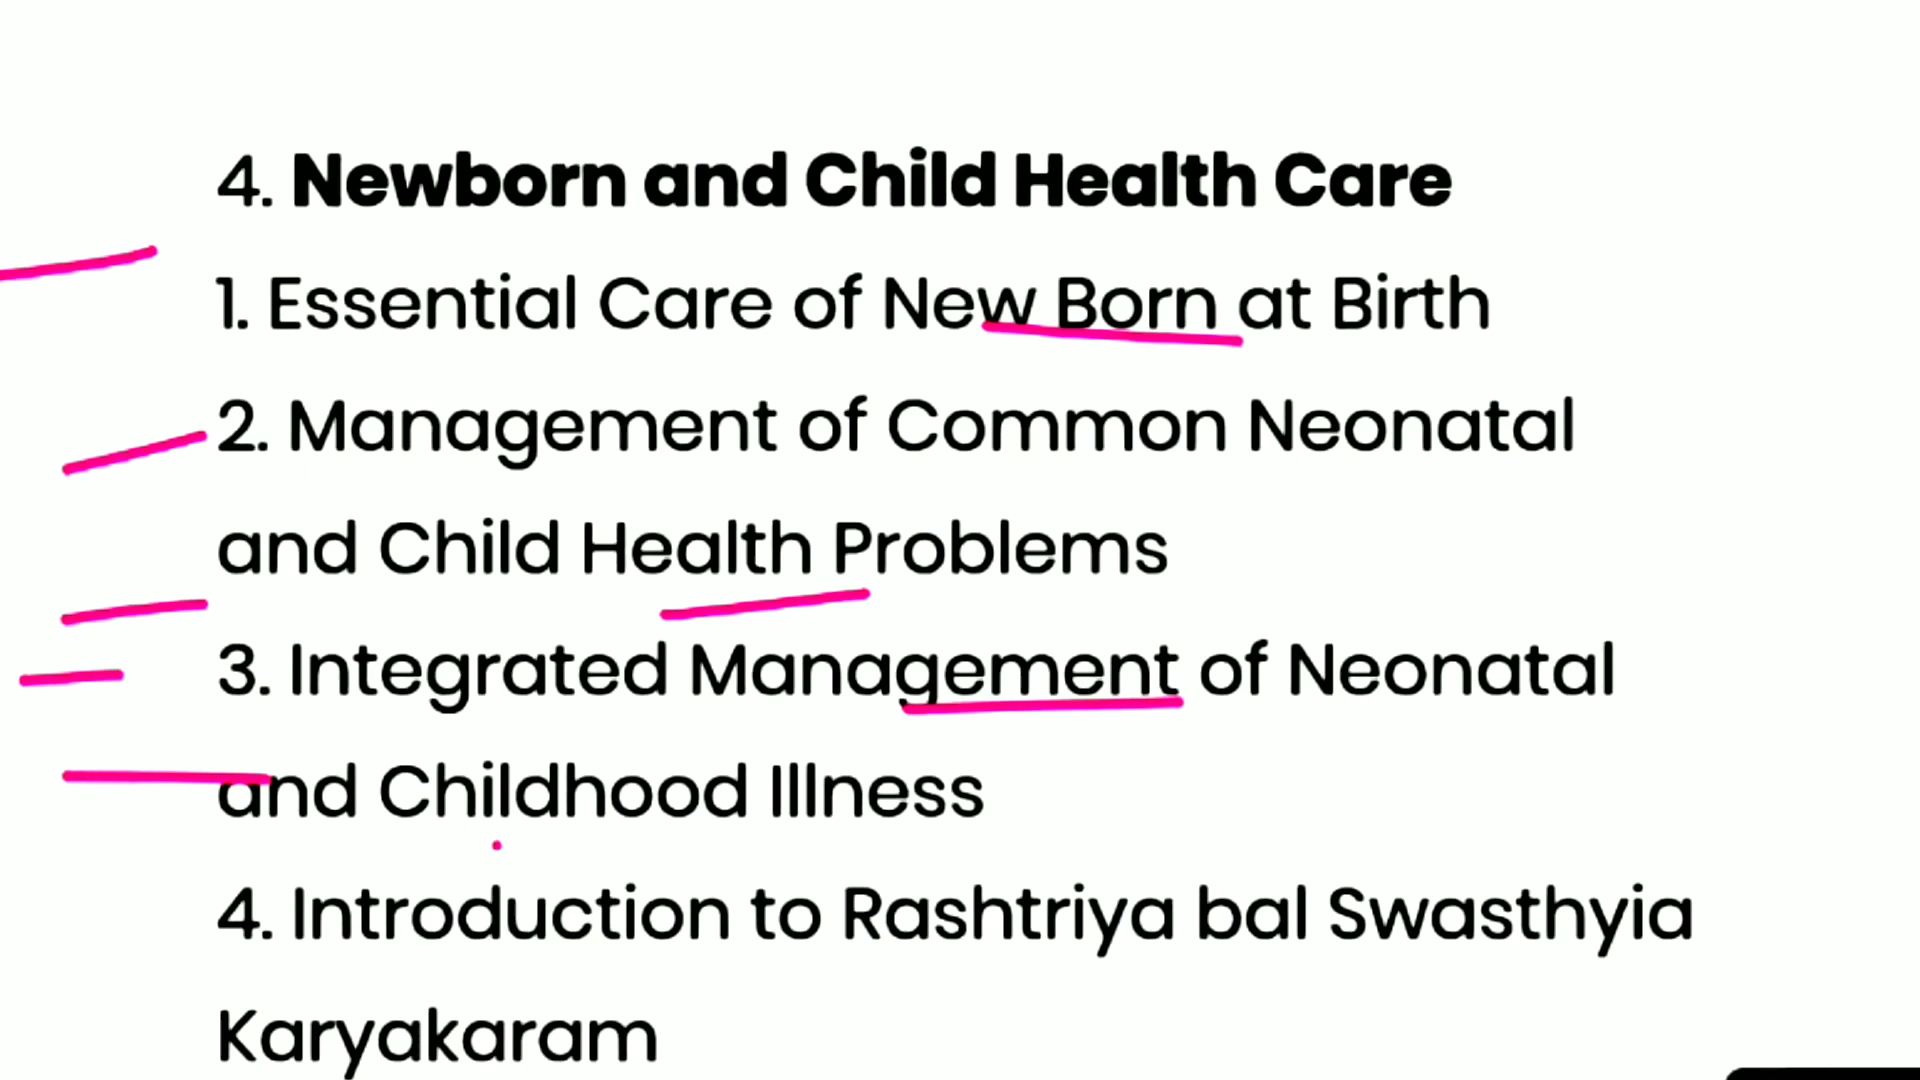 4. Newborn and Child Health Care
1. Essential Care of New Born at Birth
2. Management of Common Neonatal
and Child Health Problems
3. Integrated Management of Neonatal
and Childhood Illness
4. Introduction to Rashtriya bal Swasthyia
Karyakaram